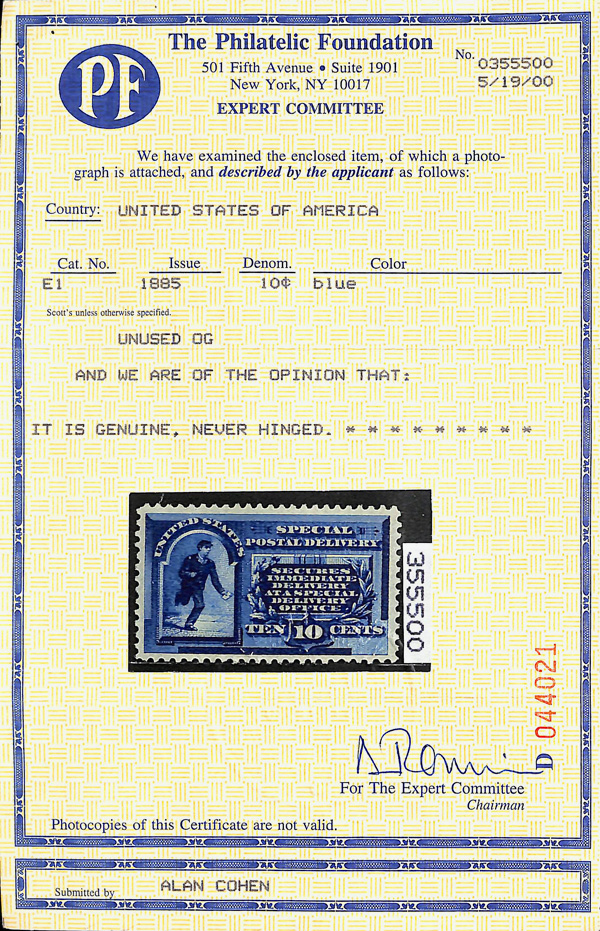 PF
The Philatelic Foundation
501 Fifth Avenue • Suite 1901
New York, NY 10017
EXPERT COMMITTEE
No. 0355500
5/19/00
We have examined the enclosed item, of which a photo-
graph is attached, and described by the applicant as follows:
Country: UNITED STATES OF AMERICA
Cat. No. Issue Denom. Color
E1 1885 10¢ blue
Scott's unless otherwise specified.
UNUSED OG
AND WE ARE OF THE OPINION THAT:
IT IS GENUINE, NEVER HINGED. * * * * * * * * *
UNITED STATES
SPECIAL
POSTAL DELIVERY
SECURES
IMMEDIATE
DELIVERY
AT A SPECIAL
DELIVERY
OFFICE
TEN 10 CENTS
355500
D 044021
For The Expert Committee
Chairman
Photocopies of this Certificate are not valid.
Submitted by ALAN COHEN